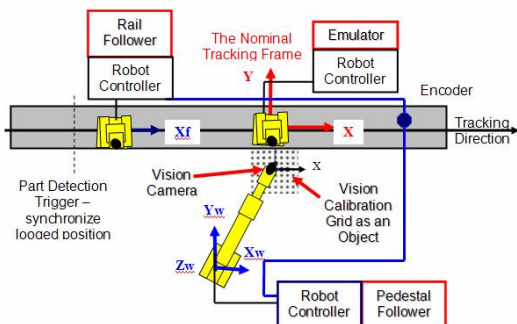 Rail
Follower
Robot
Controller
The Nominal
Tracking Frame
Y
Emulator
Robot
Controller
Encoder
Xf
X
Tracking
Direction
Part Detection
Trigger –
synchronize
logged position
Vision
Camera
X
Vision
Calibration
Grid as an
Object
Yw
Xw
Zw
Robot
Controller
Pedestal
Follower